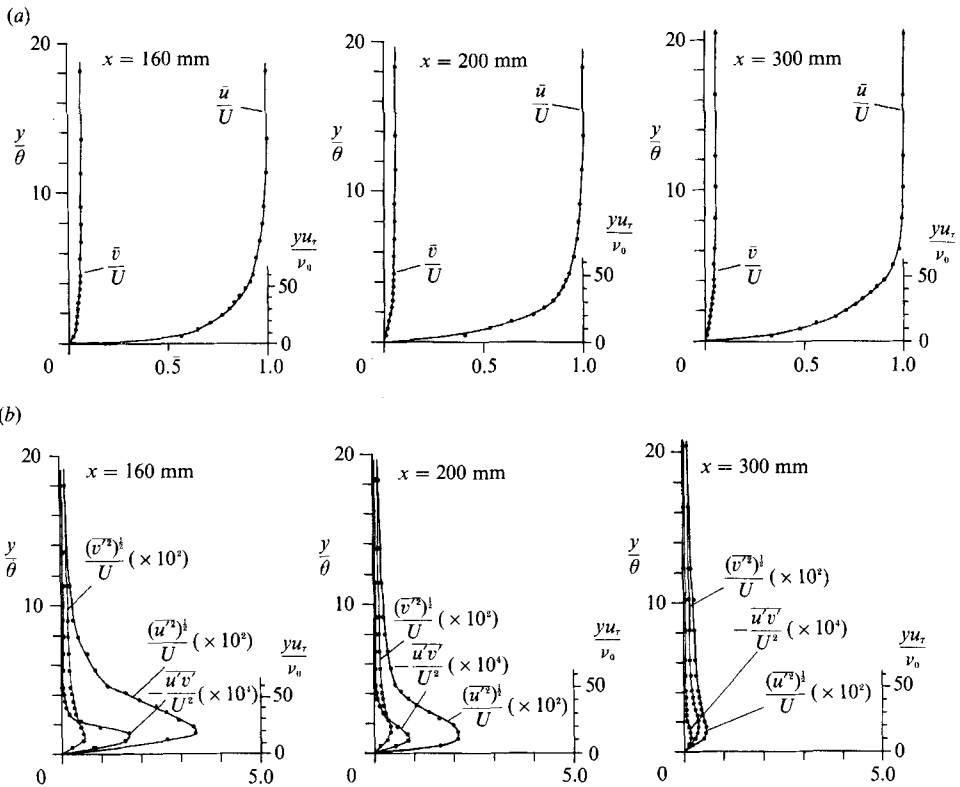 (a)
20
10
y/θ
x = 160 mm
ū/U
v̄/U
yu_τ/ν₀
50
0
0 0.5 1.0
20
10
y/θ
x = 200 mm
ū/U
v̄/U
yu_τ/ν₀
50
0
0 0.5 1.0
20
10
y/θ
x = 300 mm
ū/U
v̄/U
yu_τ/ν₀
50
0
0 0.5 1.0
(b)
20
10
y/θ
x = 160 mm
(v′²)^½/U (× 10²)
(u′²)^½/U (× 10²)
−u′v′/U² (× 10⁴)
yu_τ/ν₀
50
0
0 5.0
20
10
y/θ
x = 200 mm
(v′²)^½/U (× 10²)
−u′v′/U² (× 10⁴)
(u′²)^½/U (× 10²)
yu_τ/ν₀
50
0
0 5.0
20
10
y/θ
x = 300 mm
(v′²)^½/U (× 10²)
−u′v′/U² (× 10⁴)
(u′²)^½/U (× 10²)
yu_τ/ν₀
50
0
0 5.0